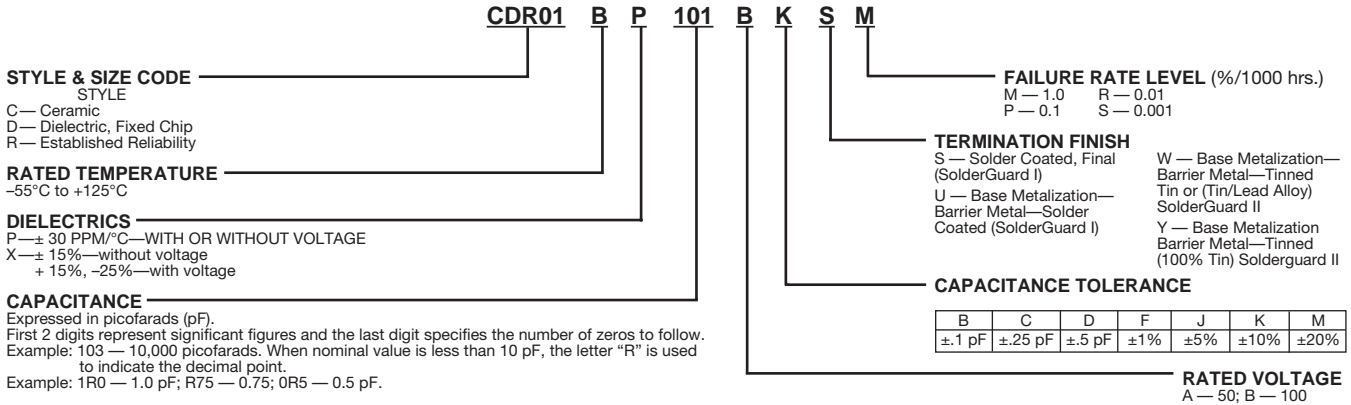 CDR01 B P 101 B K S M
STYLE & SIZE CODE
STYLE
C— Ceramic
D— Dielectric, Fixed Chip
R— Established Reliability
RATED TEMPERATURE
–55°C to +125°C
DIELECTRICS
P—± 30 PPM/°C—WITH OR WITHOUT VOLTAGE
X—± 15%—without voltage
+ 15%, –25%—with voltage
CAPACITANCE
Expressed in picofarads (pF).
First 2 digits represent significant figures and the last digit specifies the number of zeros to follow.
Example: 103 — 10,000 picofarads. When nominal value is less than 10 pF, the letter “R” is used
to indicate the decimal point.
Example: 1R0 — 1.0 pF; R75 — 0.75; 0R5 — 0.5 pF.
FAILURE RATE LEVEL (%/1000 hrs.)
M — 1.0 R — 0.01
P — 0.1 S — 0.001
TERMINATION FINISH
S — Solder Coated, Final
(SolderGuard I)
U — Base Metalization—
Barrier Metal—Solder
Coated (SolderGuard I)
W — Base Metalization—
Barrier Metal—Tinned
Tin or (Tin/Lead Alloy)
SolderGuard II
Y — Base Metalization
Barrier Metal—Tinned
(100% Tin) Solderguard II
CAPACITANCE TOLERANCE
B C D F J K M
±.1 pF ±.25 pF ±.5 pF ±1% ±5% ±10% ±20%
RATED VOLTAGE
A — 50; B — 100